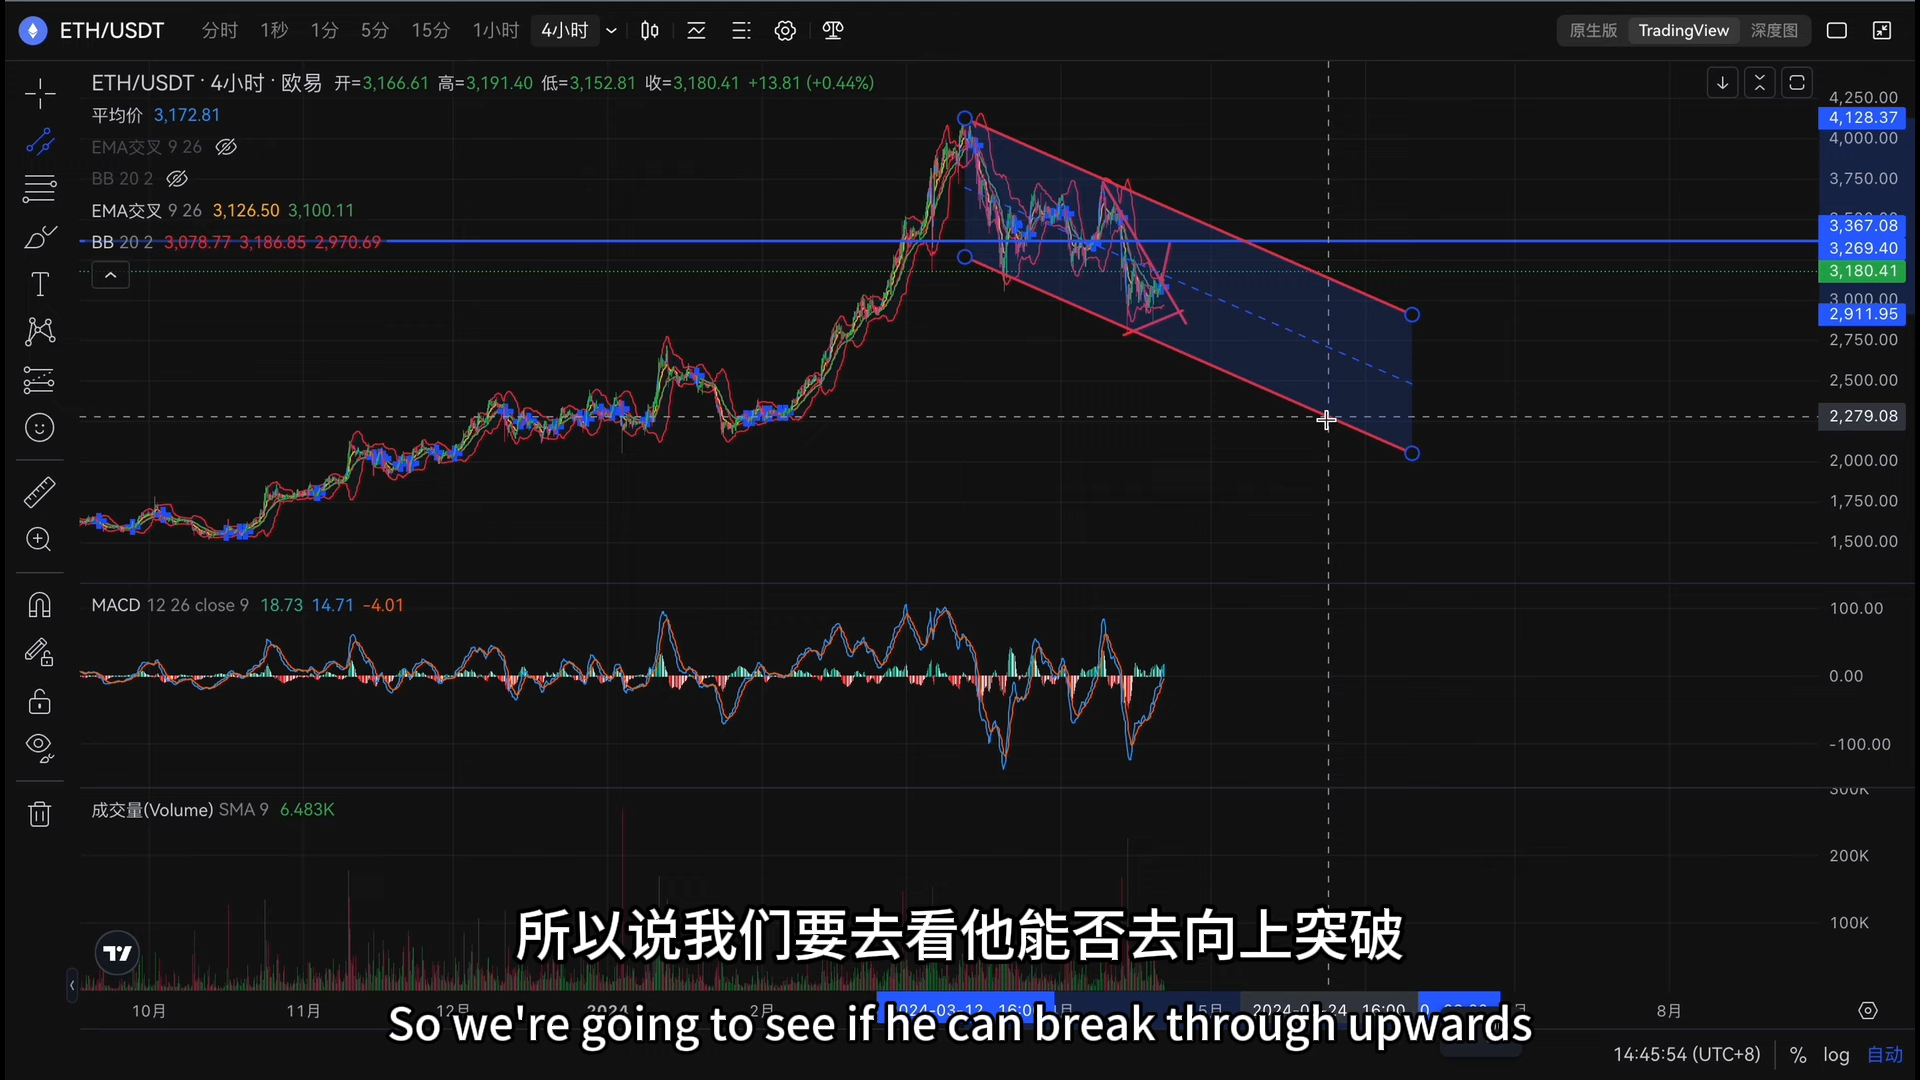 ETH/USDT 分时 1秒 1分 5分 15分 1小时 4小时 原生版 TradingView 深度图
ETH/USDT · 4小时 · 欧易 开=3,166.61 高=3,191.40 低=3,152.81 收=3,180.41 +13.81 (+0.44%)
平均价 3,172.81
EMA交叉 9 26
BB 20 2
EMA交叉 9 26 3,126.50 3,100.11
BB 20 2 3,078.77 3,186.85 2,970.69
4,250.00
4,128.37
4,000.00
3,750.00
3,367.08
3,269.40
3,180.41
3,000.00
2,911.95
2,750.00
2,500.00
2,279.08
2,000.00
1,750.00
1,500.00
MACD 12 26 close 9 18.73 14.71 -4.01
100.00
0.00
-100.00
成交量(Volume) SMA 9 6.483K
300K
200K
100K
所以说我们要去看他能否去向上突破
10月 11月 2024 2月 8月
So we're going to see if he can break through upwards
14:45:54 (UTC+8) % log 自动